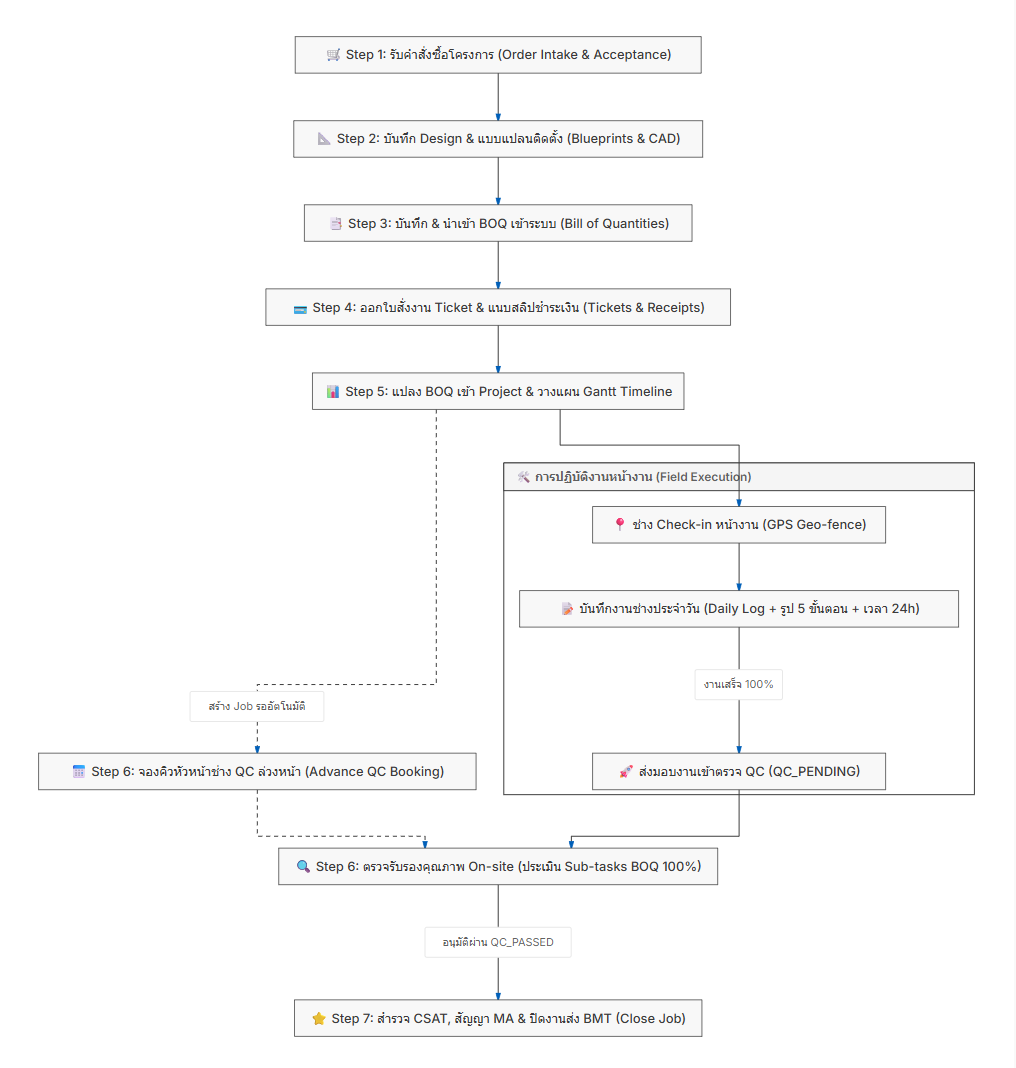 🛒 Step 1: รับคำสั่งซื้อโครงการ (Order Intake & Acceptance)
📐 Step 2: บันทึก Design & แบบแปลนติดตั้ง (Blueprints & CAD)
📑 Step 3: บันทึก & นำเข้า BOQ เข้าระบบ (Bill of Quantities)
🎫 Step 4: ออกใบสั่งงาน Ticket & แนบสลิปชำระเงิน (Tickets & Receipts)
📊 Step 5: แปลง BOQ เข้า Project & วางแผน Gantt Timeline
🛠️ การปฏิบัติงานหน้างาน (Field Execution)
📍 ช่าง Check-in หน้างาน (GPS Geo-fence)
📝 บันทึกงานช่างประจำวัน (Daily Log + รูป 5 ขั้นตอน + เวลา 24h)
งานเสร็จ 100%
สร้าง Job รออัตโนมัติ
📅 Step 6: จองคิวหัวหน้าช่าง QC ล่วงหน้า (Advance QC Booking)
🚀 ส่งมอบงานเข้าตรวจ QC (QC_PENDING)
🔍 Step 6: ตรวจรับรองคุณภาพ On-site (ประเมิน Sub-tasks BOQ 100%)
อนุมัติผ่าน QC_PASSED
⭐ Step 7: สำรวจ CSAT, สัญญา MA & ปิดงานส่ง BMT (Close Job)